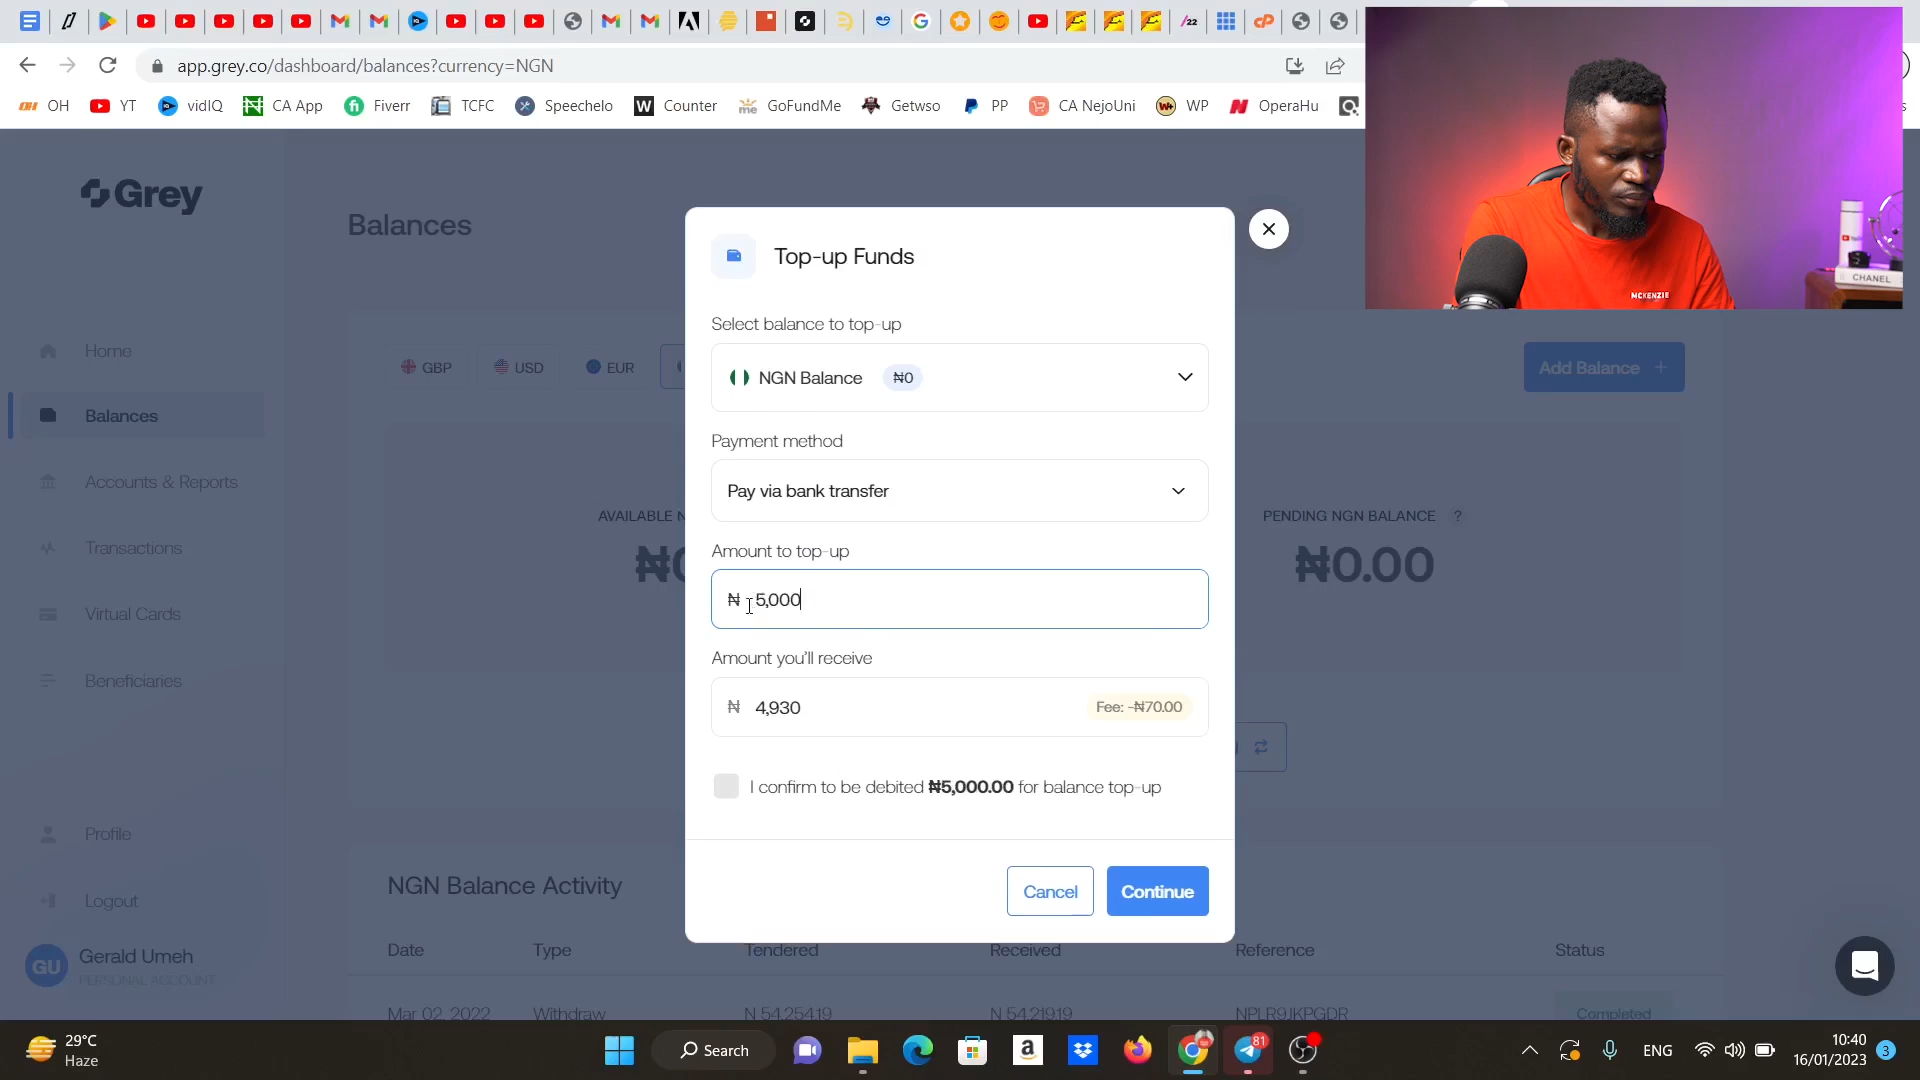 app.grey.co/dashboard/balances?currency=NGN
OH YT vidIQ CA App Fiverr TCFC Speechelo Counter GoFundMe Getwso PP CA NejoUni WP OperaHu
Grey
Balances
Home
Balances
Accounts & Reports
Transactions
Virtual Cards
Beneficiaries
Profile
Logout
GU Gerald Umeh
PERSONAL ACCOUNT
GBP USD EUR
Add Balance +
AVAILABLE N
₦0
PENDING NGN BALANCE ?
₦0.00
Top-up Funds
Select balance to top-up
NGN Balance ₦0
Payment method
Pay via bank transfer
Amount to top-up
₦ 5,000
Amount you'll receive
₦ 4,930 Fee: -₦70.00
I confirm to be debited ₦5,000.00 for balance top-up
Cancel Continue
NGN Balance Activity
Date Type Tendered Received Reference Status
Mar 02, 2022 Withdraw N 54,254.19 N 54,219.19 NPLR9JKPGDR Completed
MCKENZIE
CHANEL
29°C
Haze
Search
81
ENG
10:40
16/01/2023
3